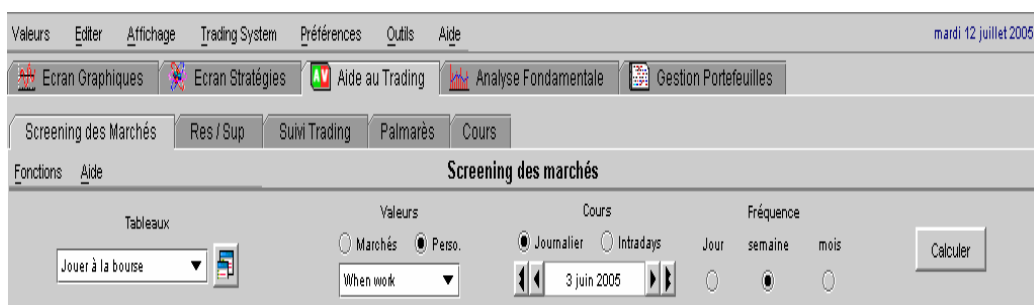 Valeurs Editer Affichage Trading System Préférences Outils Aide mardi 12 juillet 2005
Ecran Graphiques Ecran Stratégies AV Aide au Trading Analyse Fondamentale Gestion Portefeuilles
Screening des Marchés Res / Sup Suivi Trading Palmarès Cours
Fonctions Aide Screening des marchés
Tableaux Valeurs Cours Fréquence
Marchés Perso. Journalier Intradays Jour semaine mois Calculer
Jouer à la bourse When work 3 juin 2005